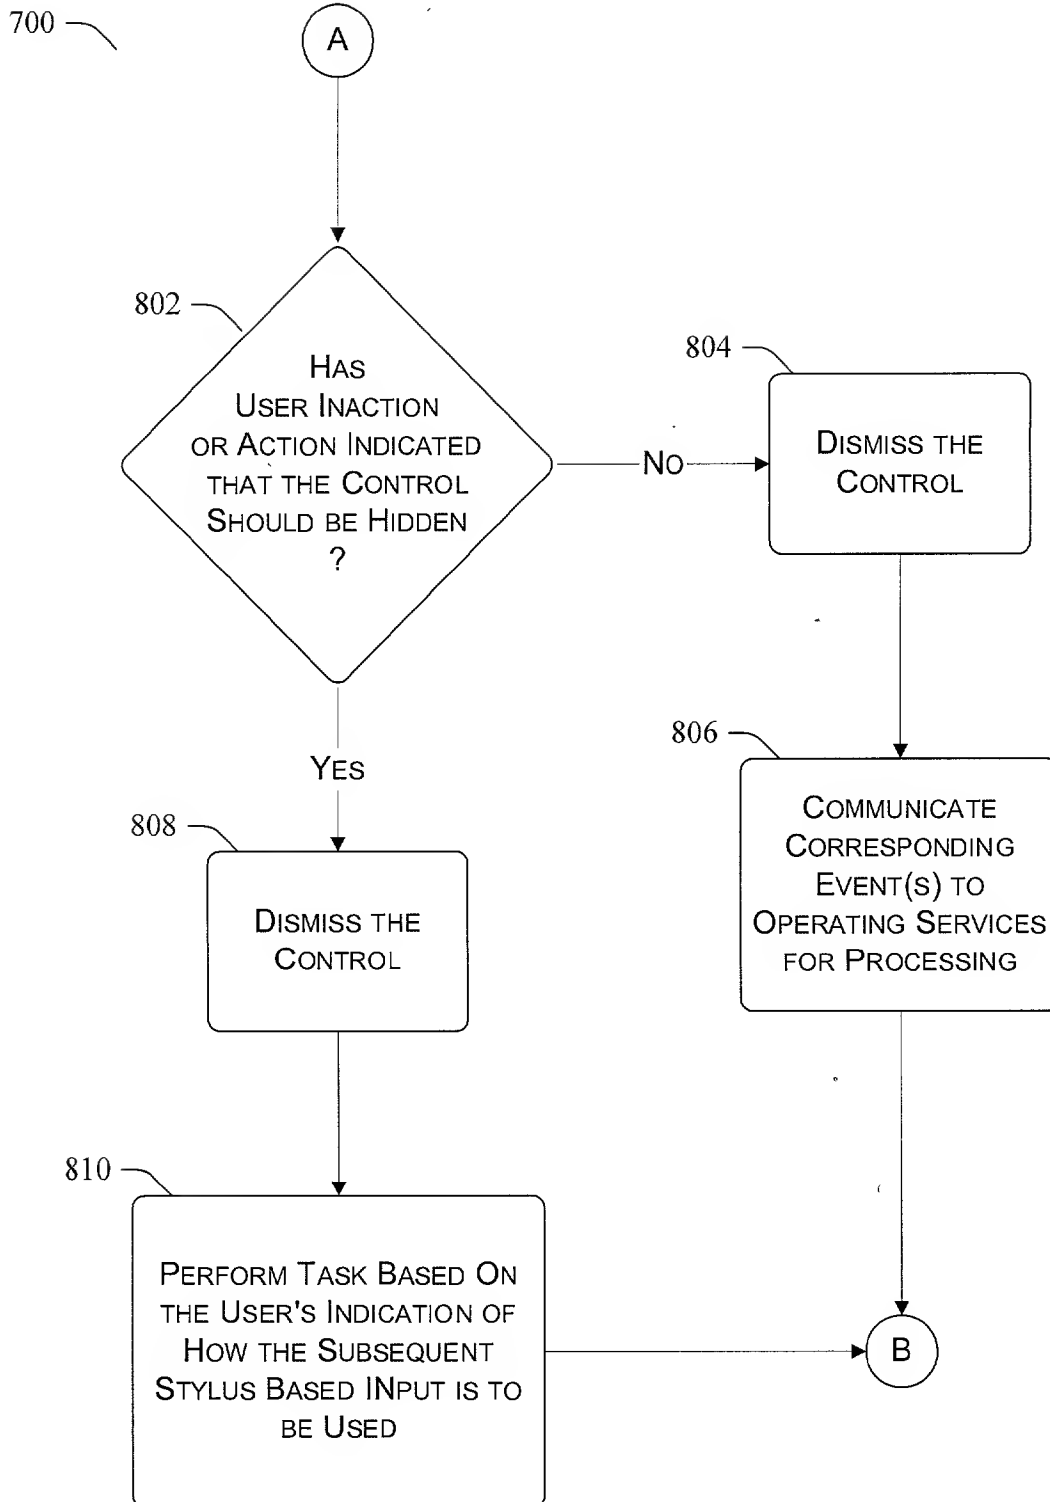 700
A
802
HAS
USER INACTION
OR ACTION INDICATED
THAT THE CONTROL
SHOULD BE HIDDEN
?
NO
804
DISMISS THE
CONTROL
806
COMMUNICATE
CORRESPONDING
EVENT(S) TO
OPERATING SERVICES
FOR PROCESSING
YES
808
DISMISS THE
CONTROL
810
PERFORM TASK BASED ON
THE USER'S INDICATION OF
HOW THE SUBSEQUENT
STYLUS BASED INPUT IS TO
BE USED
B